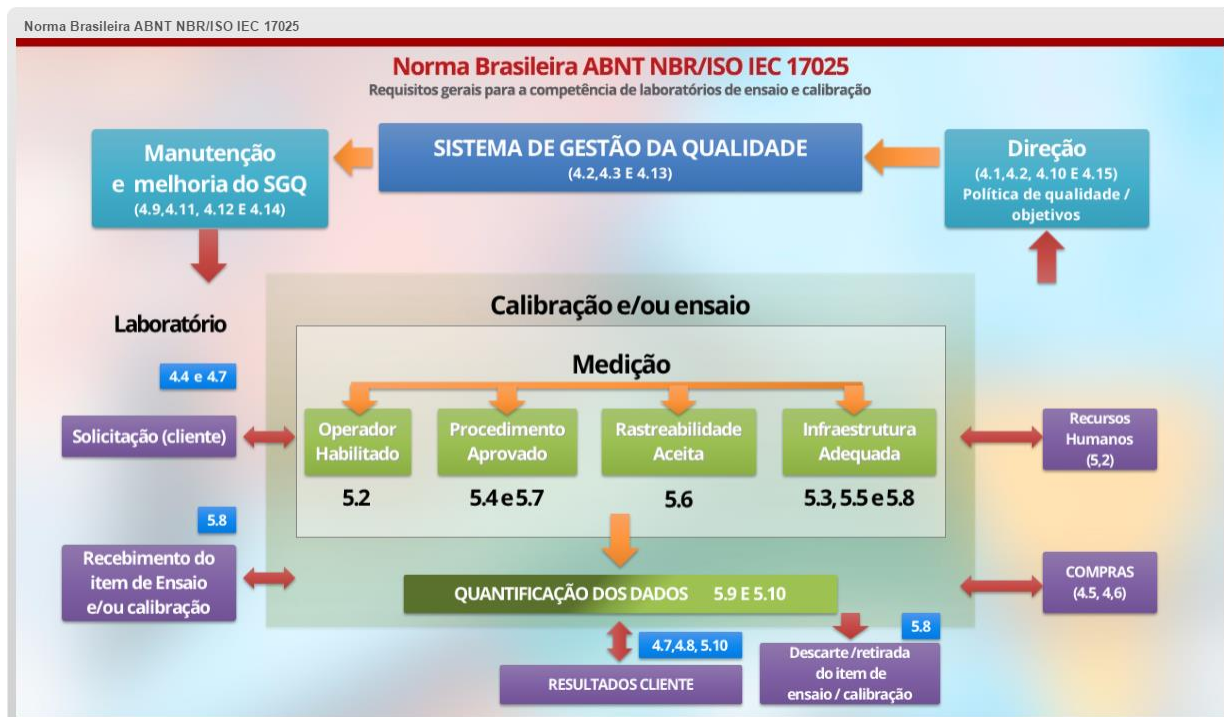 Norma Brasileira ABNT NBR/ISO IEC 17025
Norma Brasileira ABNT NBR/ISO IEC 17025
Requisitos gerais para a competência de laboratórios de ensaio e calibração
Manutenção
e melhoria do SGQ
(4.9,4.11, 4.12 E 4.14)
SISTEMA DE GESTÃO DA QUALIDADE
(4.2,4.3 E 4.13)
Direção
(4.1,4.2, 4.10 E 4.15)
Política de qualidade /
objetivos
Laboratório
4.4 e 4.7
Solicitação (cliente)
5.8
Recebimento do
item de Ensaio
e/ou calibração
Calibração e/ou ensaio
Medição
Operador
Habilitado
5.2
Procedimento
Aprovado
5.4 e 5.7
Rastreabilidade
Aceita
5.6
Infraestrutura
Adequada
5.3, 5.5 e 5.8
QUANTIFICAÇÃO DOS DADOS 5.9 E 5.10
Recursos
Humanos
(5,2)
COMPRAS
(4.5, 4,6)
4.7,4.8, 5.10
RESULTADOS CLIENTE
5.8
Descarte/retirada
do item de
ensaio / calibração